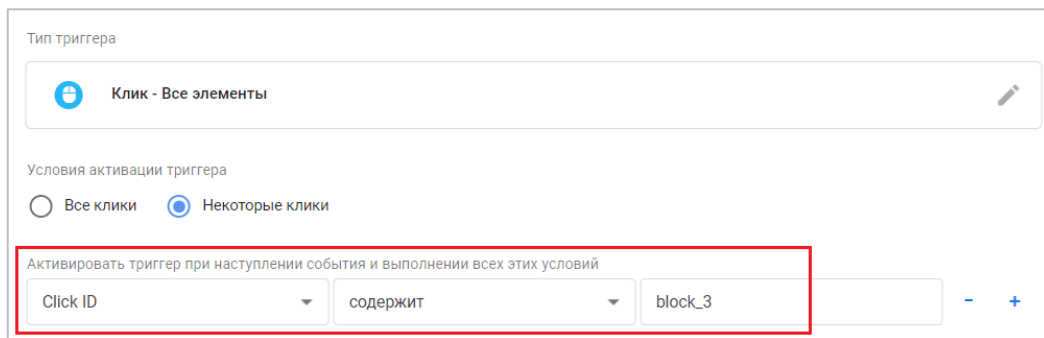 Тип триггера
Клик - Все элементы
Условия активации триггера
Все клики Некоторые клики
Активировать триггер при наступлении события и выполнении всех этих условий
Click ID содержит block_3 - +